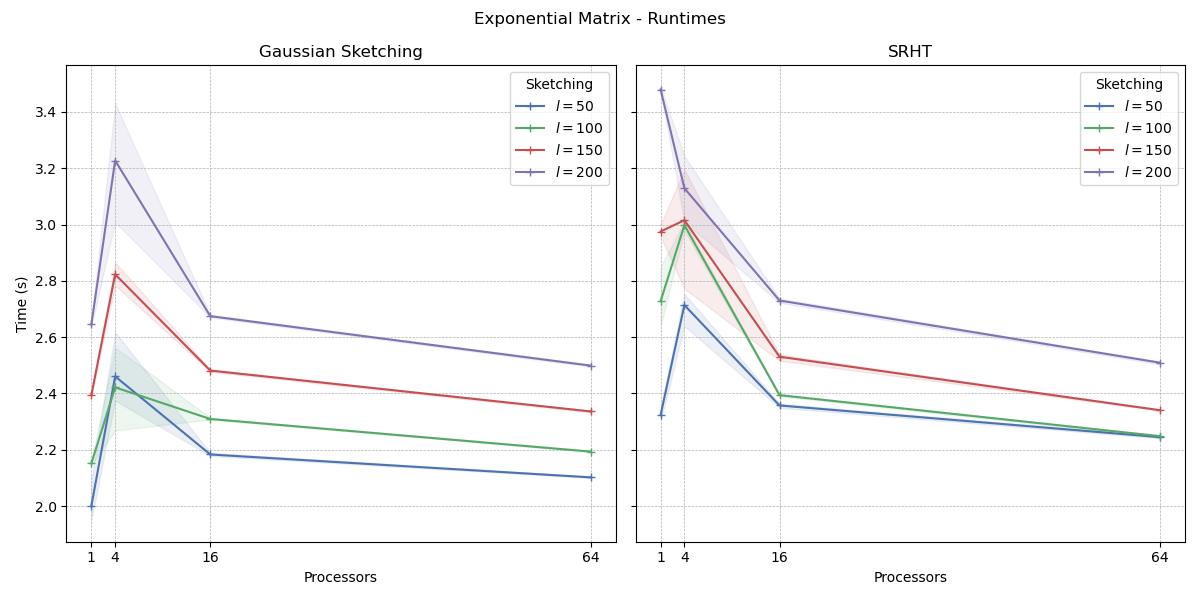 Exponential Matrix - Runtimes
Gaussian Sketching
Sketching
l = 50
l = 100
l = 150
l = 200
3.4
3.2
3.0
2.8
2.6
2.4
2.2
2.0
Time (s)
1 4 16 64
Processors
SRHT
Sketching
l = 50
l = 100
l = 150
l = 200
1 4 16 64
Processors